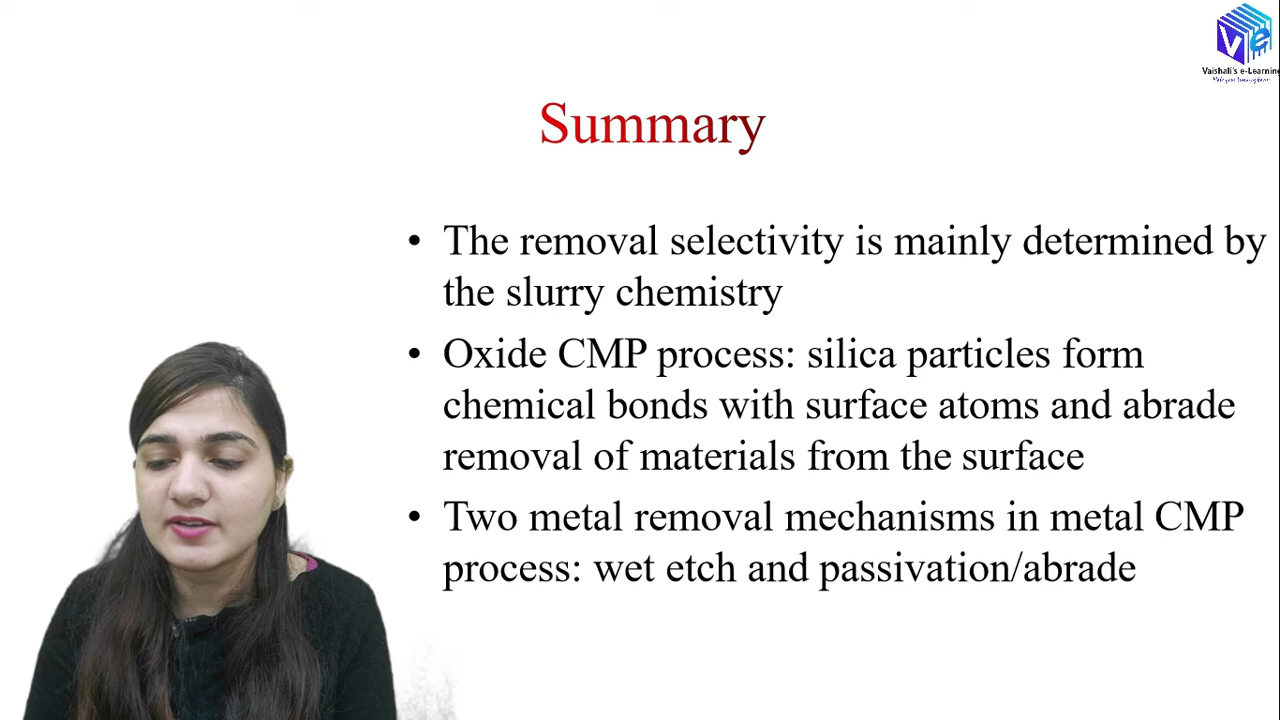 Vaishali's e-Learning
Summary
• The removal selectivity is mainly determined by
the slurry chemistry
• Oxide CMP process: silica particles form
chemical bonds with surface atoms and abrade
removal of materials from the surface
• Two metal removal mechanisms in metal CMP
process: wet etch and passivation/abrade